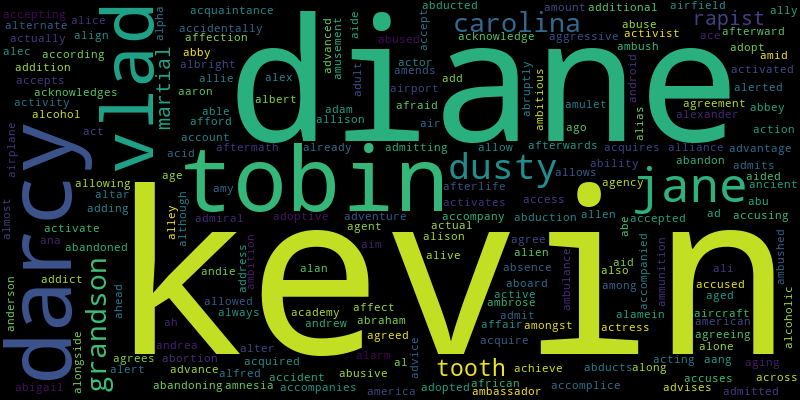 accepting alice acquaintance abducted amount additional airfield ally
alternate accidentally carolina rapist
actually align alpha affection aside accept acknowledge abuse activist ace afterward
alec according abby advanced amusement abused aggressive ambush adopt amid
addition albright actor abruptly ambitious android activated
accepts allie alex adult amends add alerted
acknowledges martial aaron albert airport amulet agreement abbey
activity able adam afraid alias alexander
alcohol vlad afford allison air ago action
act account diane
airplane aftermath already admitting allow afterwards acquires alliance advantage
acid tobin dusty ability abandon admits
darcy age amy afterlife allows agency jane aided ancient
allowing altar although activates access abu
almost adding alley admiral adoptive adventure accompany abduction allen accepted ad accusing
activate agent actual abe
ana abandoned aim alison agree accompanied ambushed
address ambition alive alien aid ali
addict andie alan absence ambulance also ammunition accused
anderson grandson ahead aboard among aged
allowed academy affect active ambrose alamein aircraft
always abraham admit american
ah andrew agreed affair amongst actress agreeing
andrea alter kevin advice alone alcoholic
agrees abortion alarm acting aang aging
alongside alert advance acquired al tooth achieve abducts along
alfred abusive accuses across
abigail abandoning amnesia accident adopted african accomplice advises
accompanies america ambassador admitted